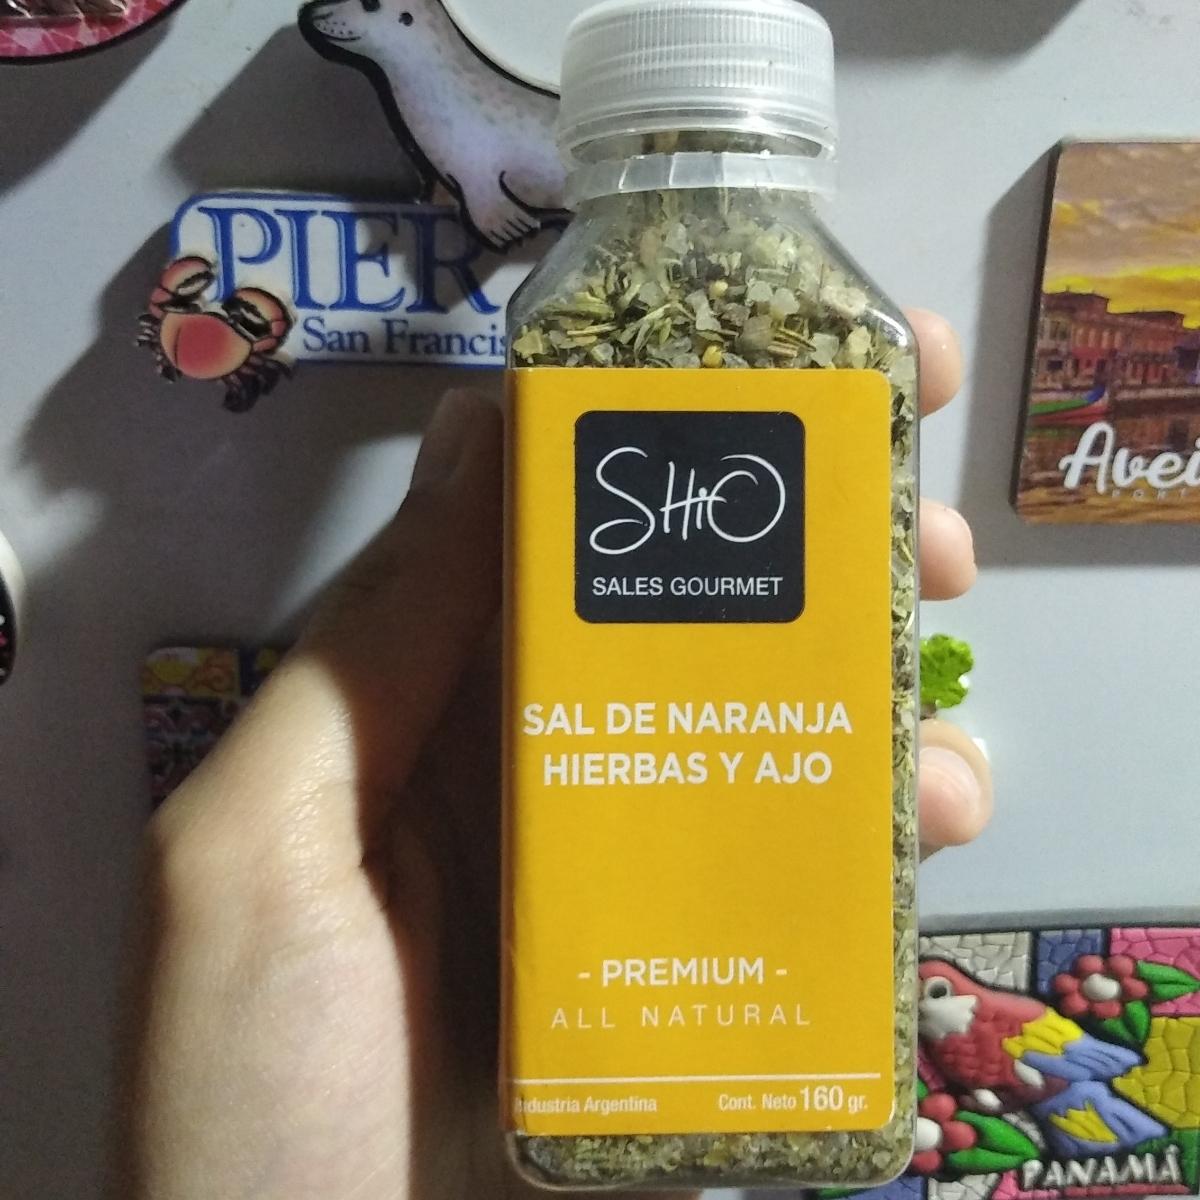 PIER
San Francis
Avei
PORT
SHiO
SALES GOURMET
SAL DE NARANJA
HIERBAS Y AJO
- PREMIUM -
ALL NATURAL
Industria Argentina
Cont. Neto 160 gr.
PANAMÁ